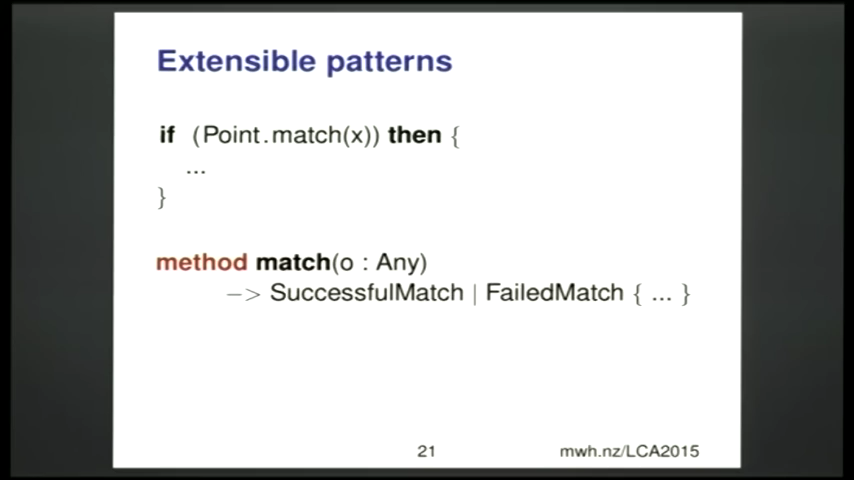 Extensible patterns
if (Point.match(x)) then {
...
}
method match(o : Any)
−> SuccessfulMatch | FailedMatch { ... }
21 mwh.nz/LCA2015